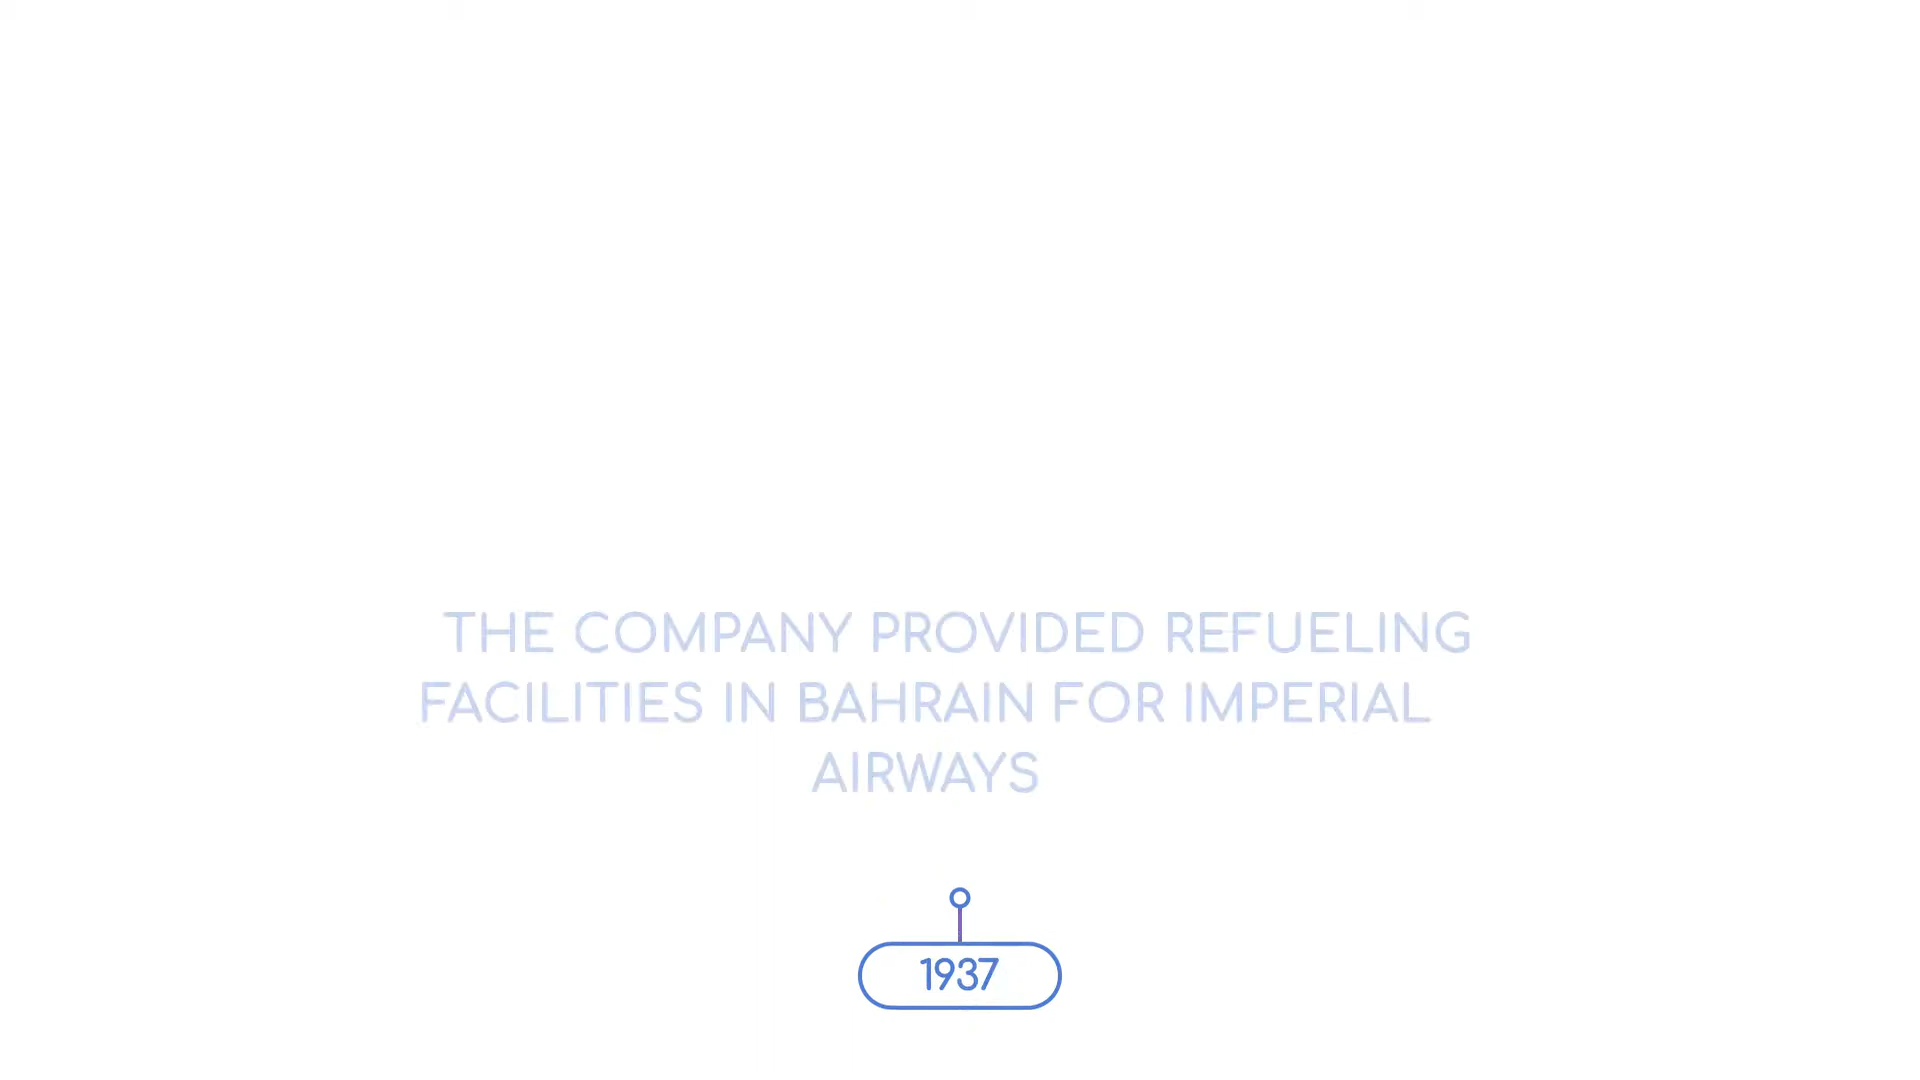 THE COMPANY PROVIDED REFUELING
FACILITIES IN BAHRAIN FOR IMPERIAL
AIRWAYS
1937